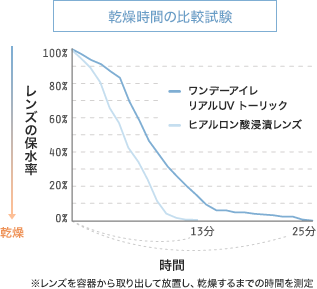 乾燥時間の比較試験
100%
80%
60%
40%
20%
0%
レンズの保水率
乾燥
ワンデーアイレ
リアルUV トーリック
ヒアルロン酸浸漬レンズ
13分
25分
時間
※レンズを容器から取り出して放置し、乾燥するまでの時間を測定